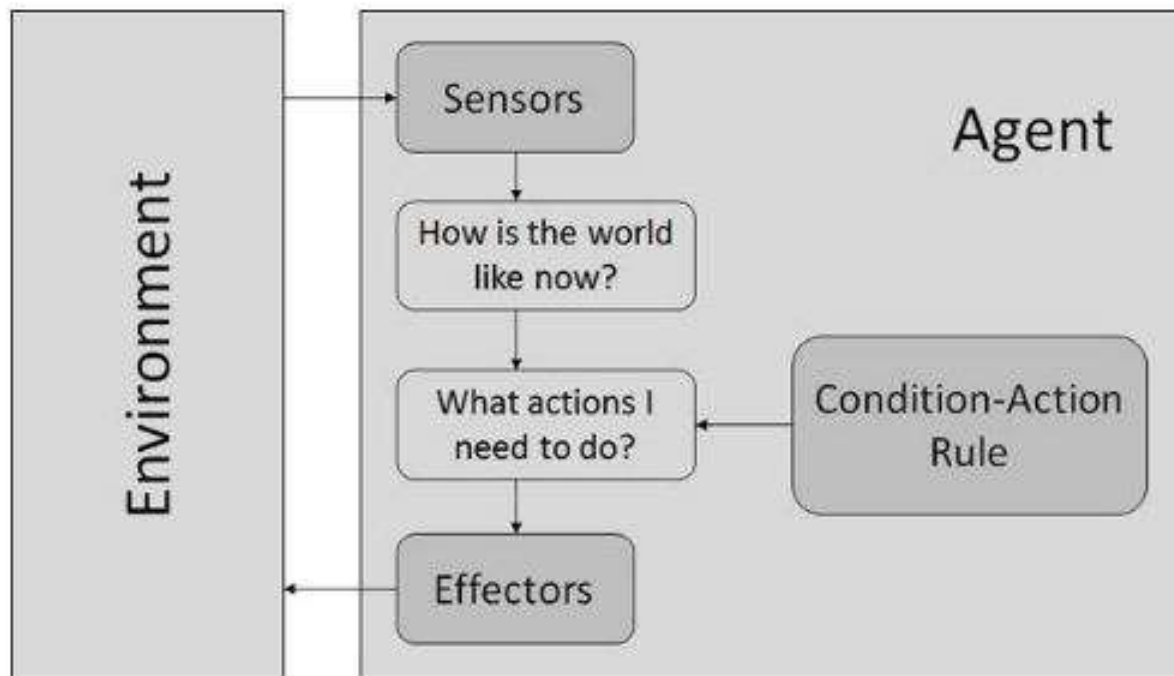 Environment
Sensors
Agent
How is the world
like now?
What actions I
need to do?
Condition-Action
Rule
Effectors